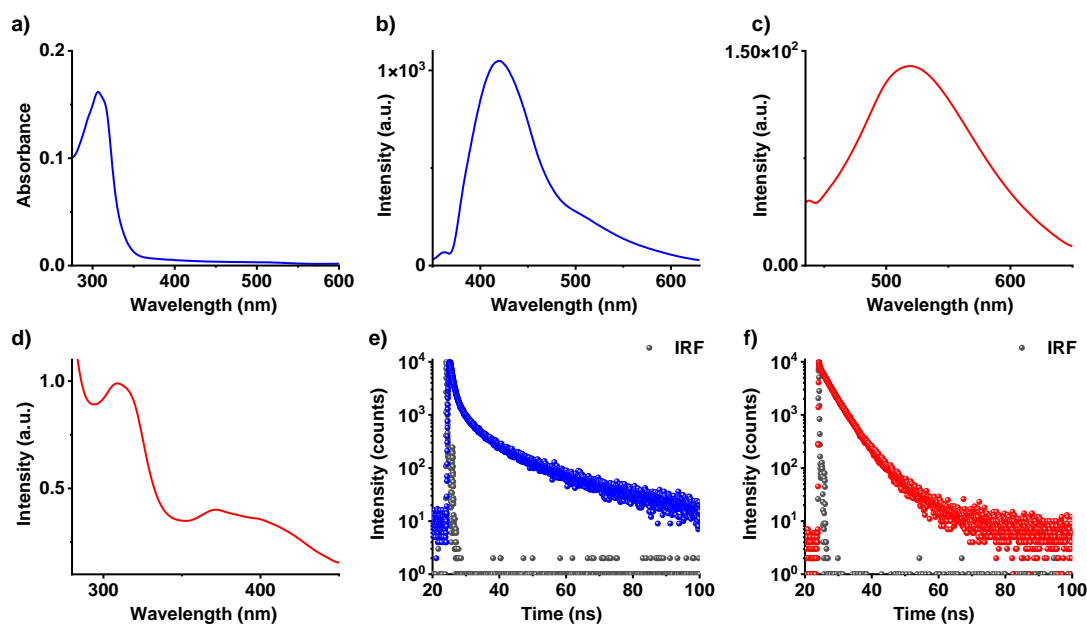 a)
0.2
0.1
0.0
Absorbance
300 400 500 600
Wavelength (nm)
b)
1×10³
0
Intensity (a.u.)
400 500 600
Wavelength (nm)
c)
1.50×10²
0.00
Intensity (a.u.)
500 600
Wavelength (nm)
d)
1.0
0.5
Intensity (a.u.)
300 400
Wavelength (nm)
e)
IRF
10⁴
10³
10²
10¹
10⁰
Intensity (counts)
20 40 60 80 100
Time (ns)
f)
IRF
10⁴
10³
10²
10¹
10⁰
Intensity (counts)
20 40 60 80 100
Time (ns)